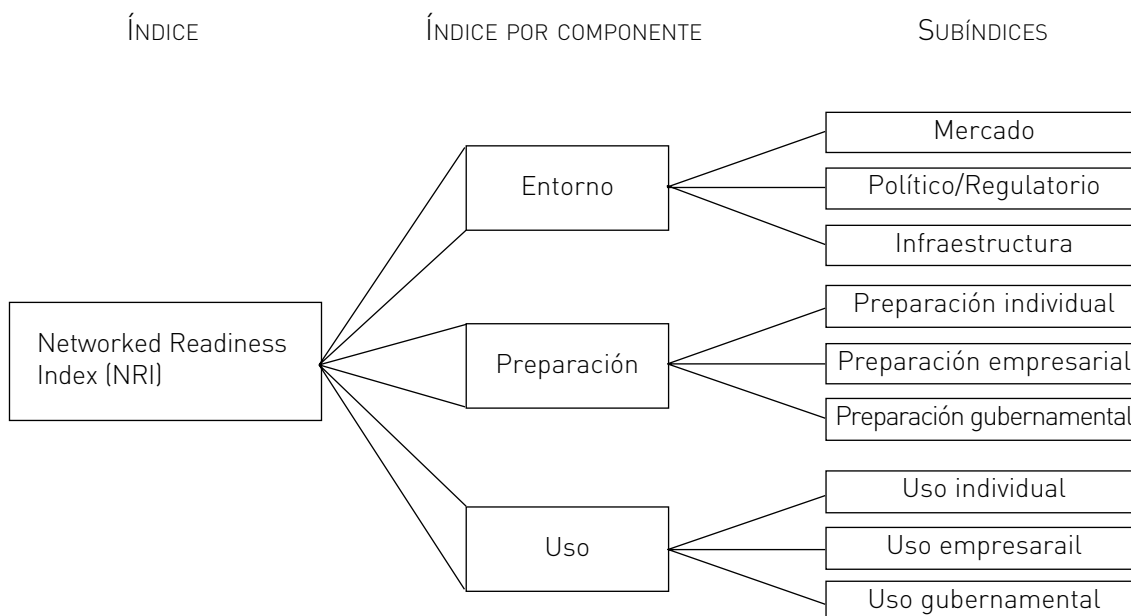 ÍNDICE
ÍNDICE POR COMPONENTE
SUBÍNDICES
Networked Readiness
Index (NRI)
Entorno
Mercado
Político/Regulatorio
Infraestructura
Preparación
Preparación individual
Preparación empresarial
Preparación gubernamental
Uso
Uso individual
Uso empresarail
Uso gubernamental